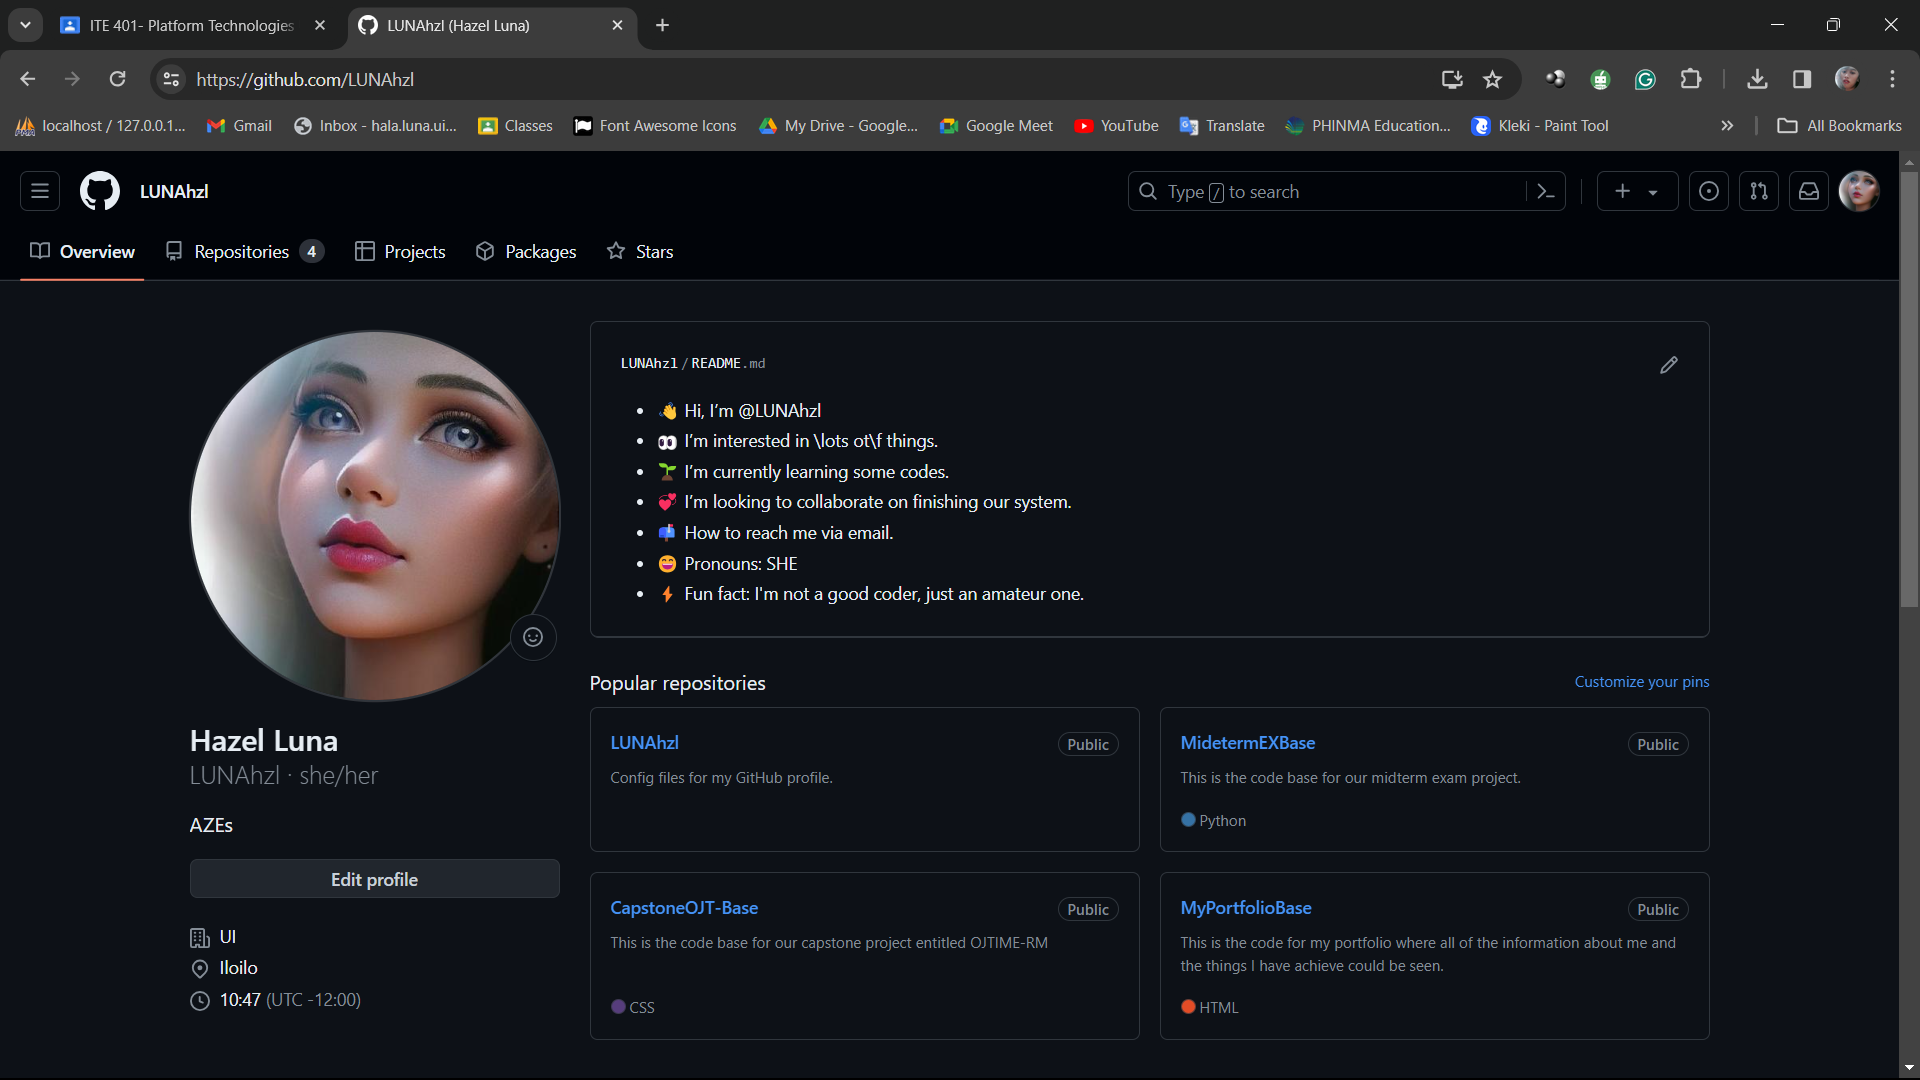 ITE 401- Platform Technologies
LUNAhzl (Hazel Luna)
https://github.com/LUNAhzl
localhost / 127.0.0.1...
Gmail
Inbox - hala.luna.ui...
Classes
Font Awesome Icons
My Drive - Google...
Google Meet
YouTube
Translate
PHINMA Education...
Kleki - Paint Tool
»
All Bookmarks
LUNAhzl
Type / to search
Overview
Repositories 4
Projects
Packages
Stars
LUNAhzl / README.md
👋 Hi, I’m @LUNAhzl
👀 I’m interested in \lots ot\f things.
🌱 I’m currently learning some codes.
💞️ I’m looking to collaborate on finishing our system.
📫 How to reach me via email.
😄 Pronouns: SHE
⚡ Fun fact: I'm not a good coder, just an amateur one.
Hazel Luna
LUNAhzl · she/her
AZEs
Edit profile
UI
Iloilo
10:47 (UTC -12:00)
Popular repositories
Customize your pins
LUNAhzl
Public
Config files for my GitHub profile.
MidetermEXBase
Public
This is the code base for our midterm exam project.
Python
CapstoneOJT-Base
Public
This is the code base for our capstone project entitled OJTIME-RM
CSS
MyPortfolioBase
Public
This is the code for my portfolio where all of the information about me and
the things I have achieve could be seen.
HTML